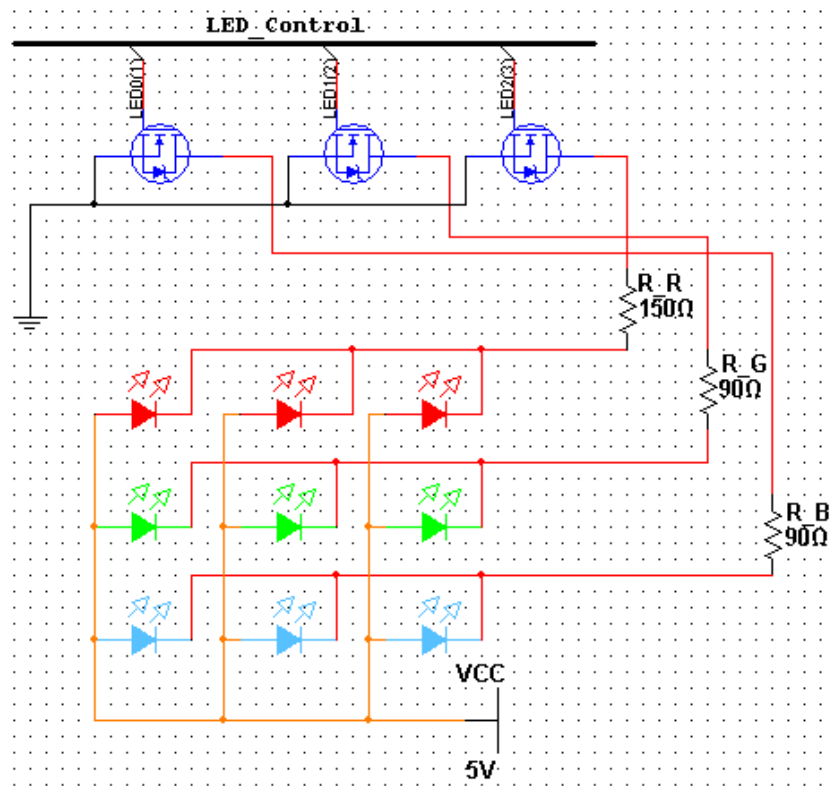 LED_Control
LED0(1)
LED1(2)
LED2(3)
R_R
150Ω
R_G
90Ω
R_B
90Ω
VCC
5V